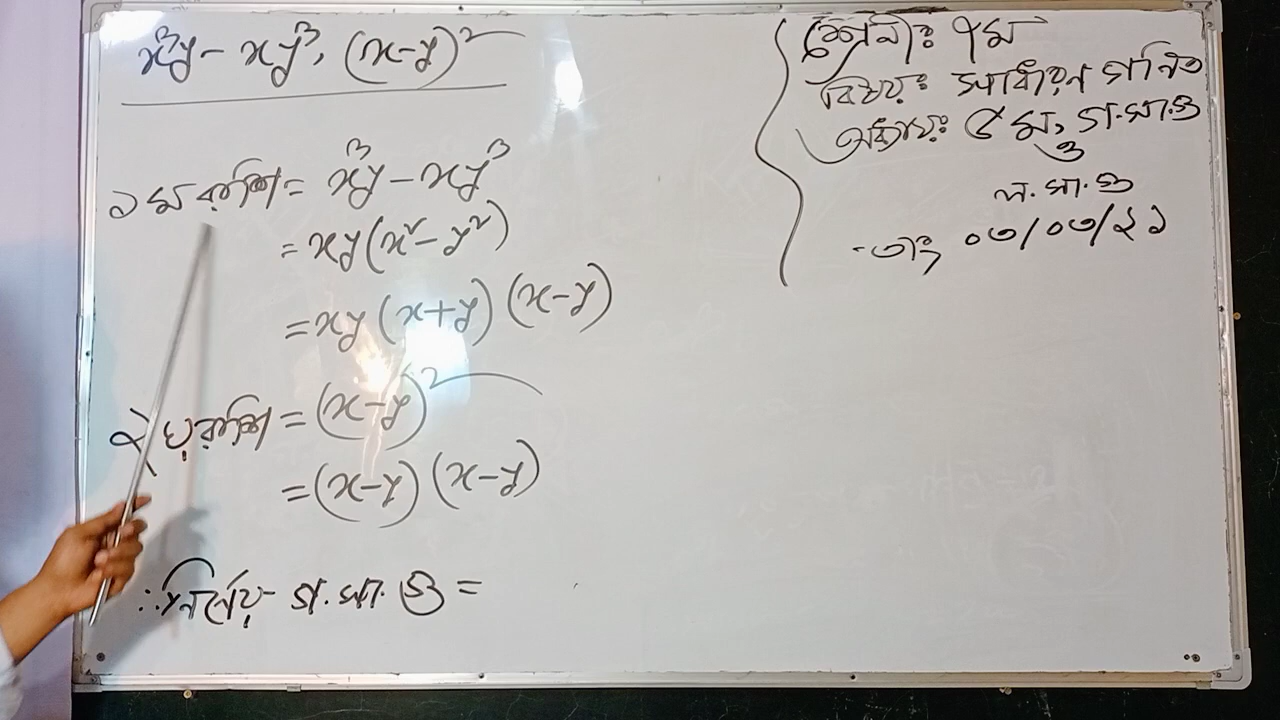 x³y - xy³, (x-y)²
১ম রাশি = x³y - xy³
= xy(x² - y²)
= xy(x+y)(x-y)
২য় রাশি = (x-y)²
= (x-y)(x-y)
∴ নির্ণেয় গ.সা.গু =
শ্রেনী: ৭ম
বিষয়: সাধারণ গনিত
অধ্যায়: ৫ম, গ.সা.গু
ও
ল.সা.গু
তাং ০৩/০৩/২১